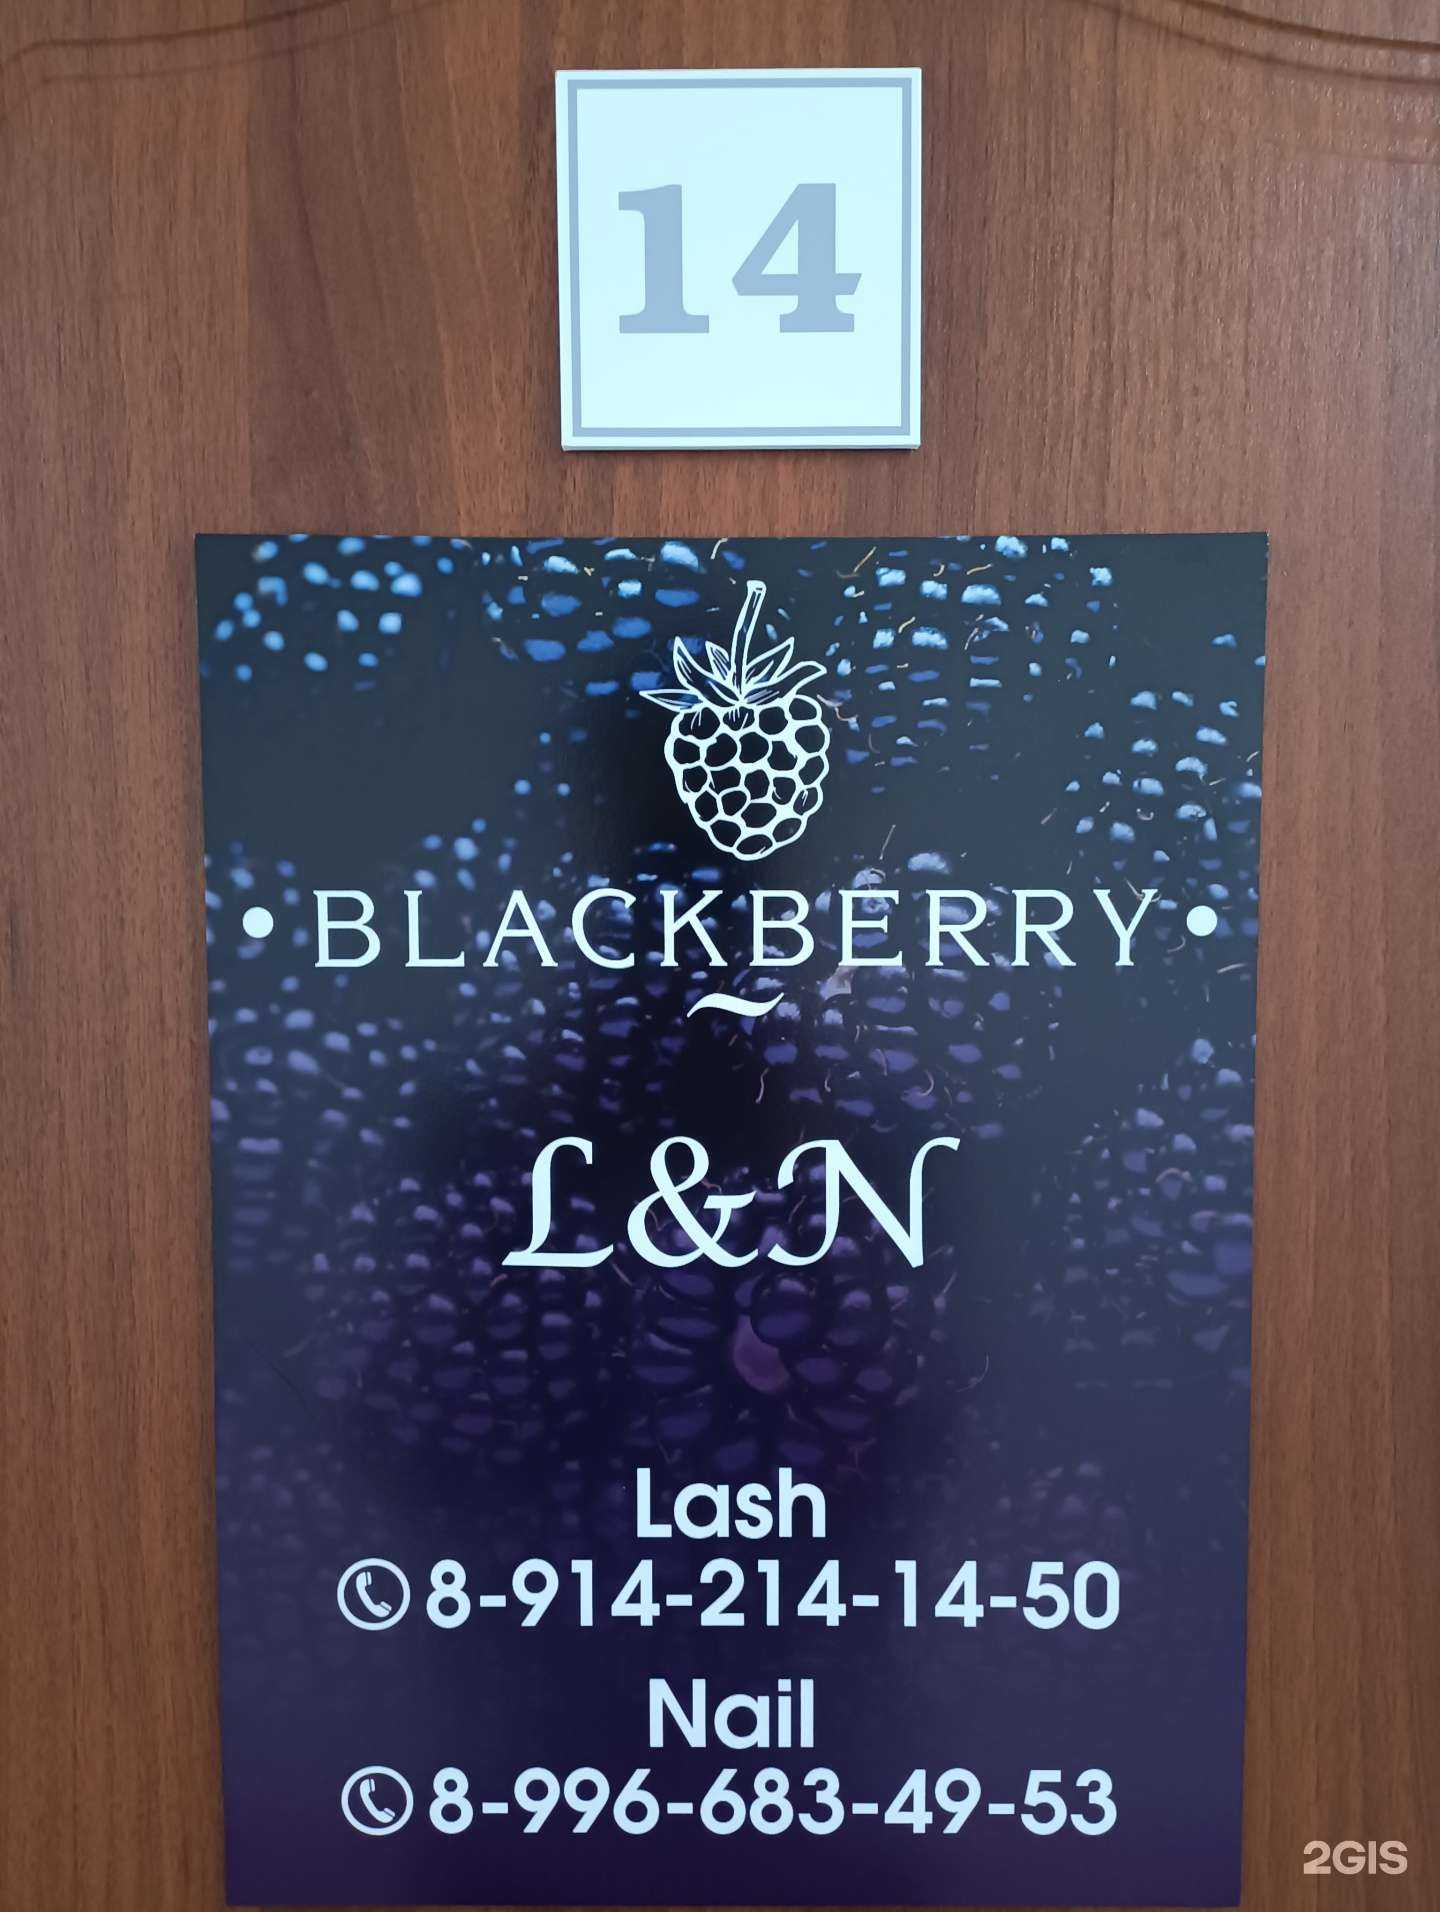 14
• BLACKBERRY •
~
L&N
Lash
8-914-214-14-50
Nail
8-996-683-49-53
2GIS